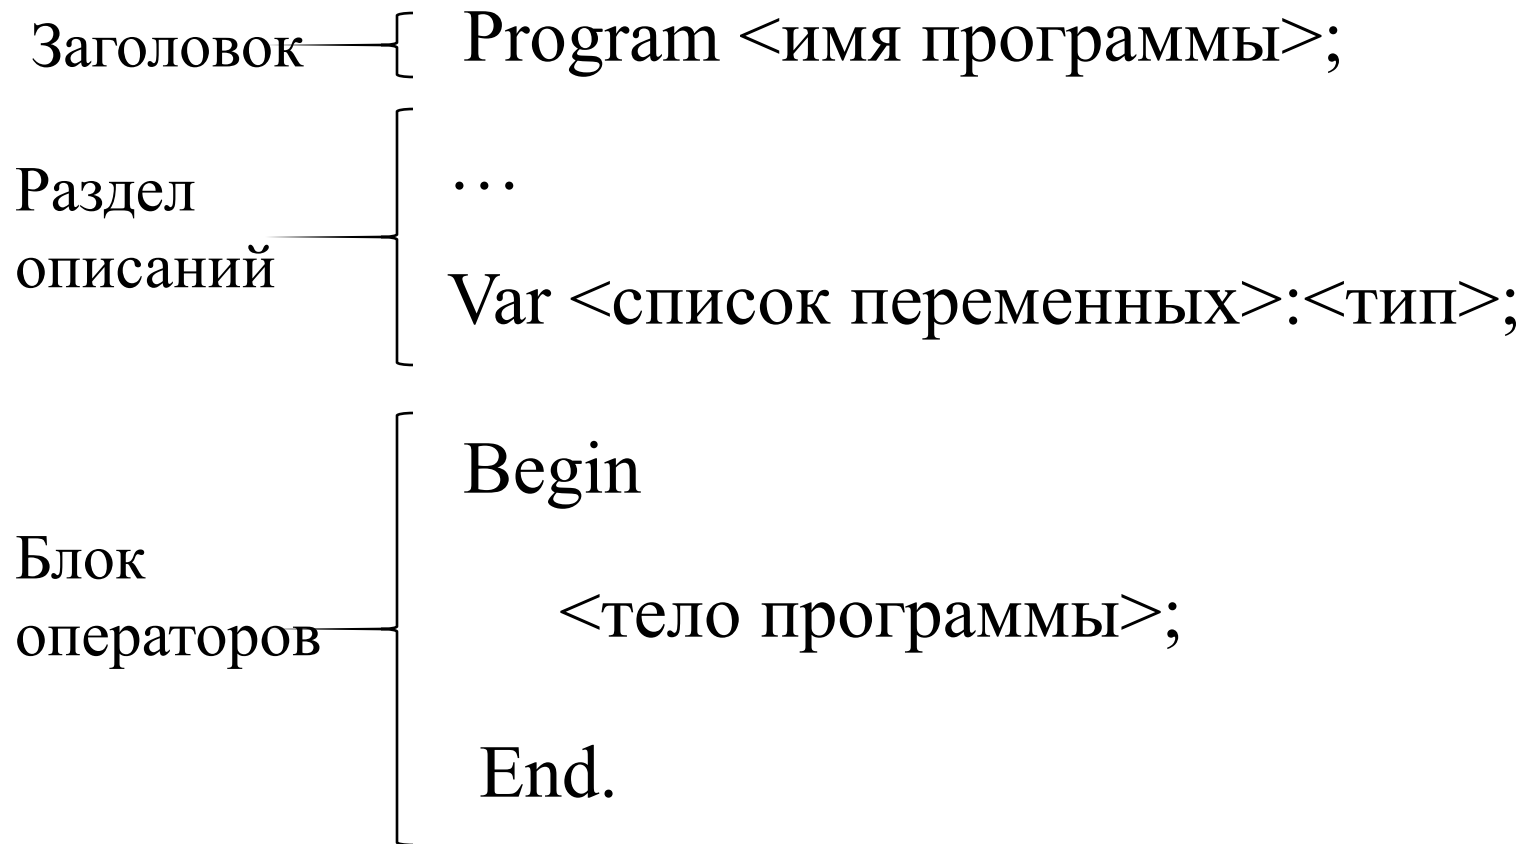 Заголовок
Program <имя программы>;
Раздел
описаний
…
Var <список переменных>:<тип>;
Блок
операторов
Begin
<тело программы>;
End.